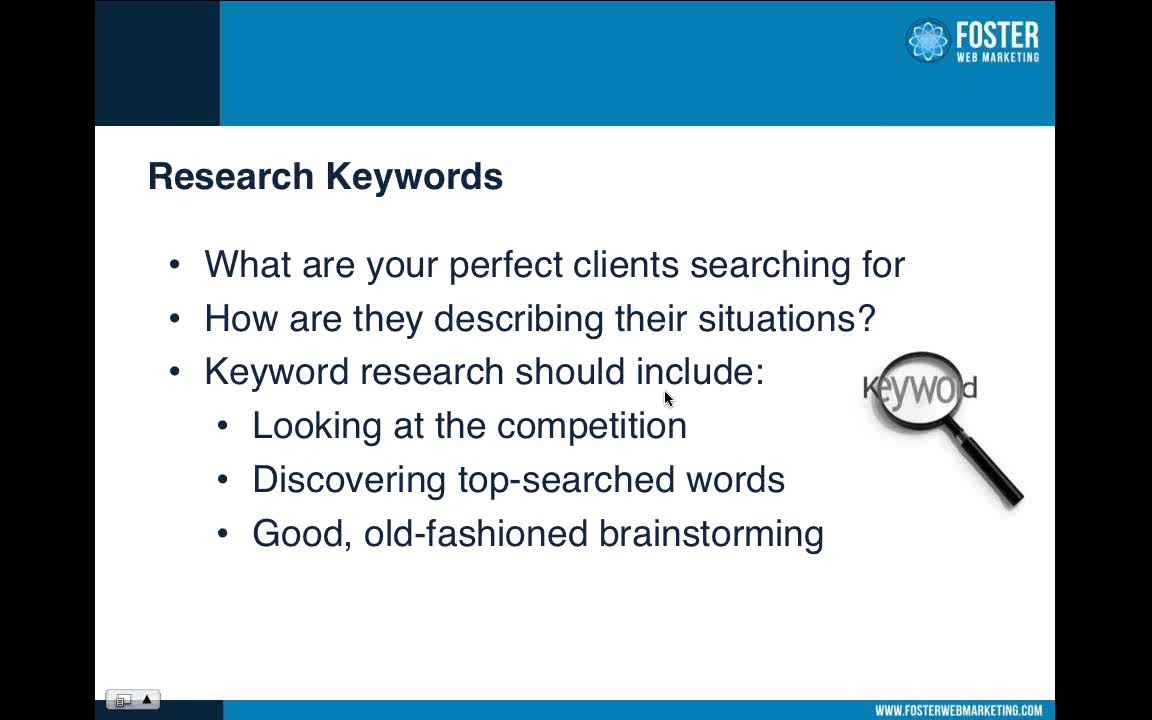 FOSTER
WEB MARKETING
Research Keywords
• What are your perfect clients searching for
• How are they describing their situations?
• Keyword research should include:
• Looking at the competition
• Discovering top-searched words
• Good, old-fashioned brainstorming
Keyword
WWW.FOSTERWEBMARKETING.COM